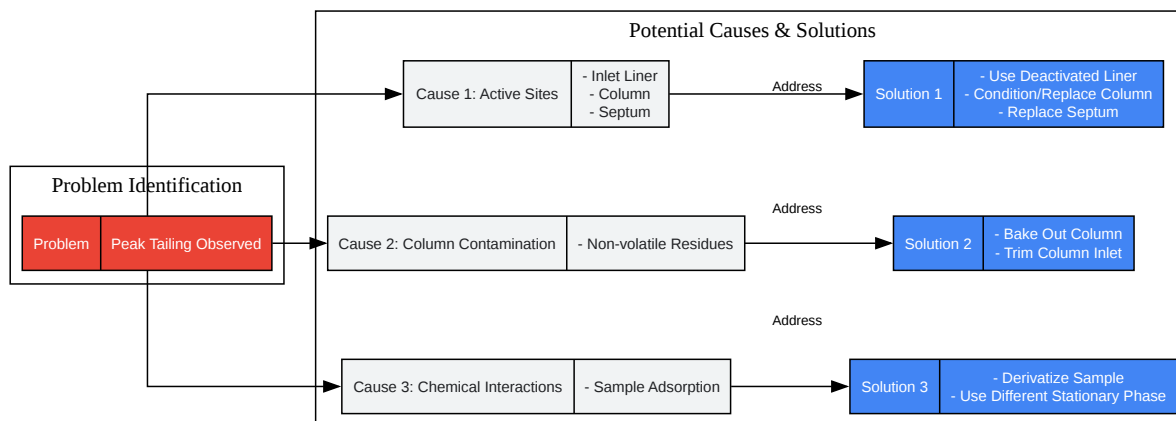 Potential Causes & Solutions
Cause 1: Active Sites
- Inlet Liner
- Column
- Septum
Address
Solution 1
- Use Deactivated Liner
- Condition/Replace Column
- Replace Septum
Problem Identification
Problem
Peak Tailing Observed
Cause 2: Column Contamination
- Non-volatile Residues
Address
Solution 2
- Bake Out Column
- Trim Column Inlet
Cause 3: Chemical Interactions
- Sample Adsorption
Address
Solution 3
- Derivatize Sample
- Use Different Stationary Phase